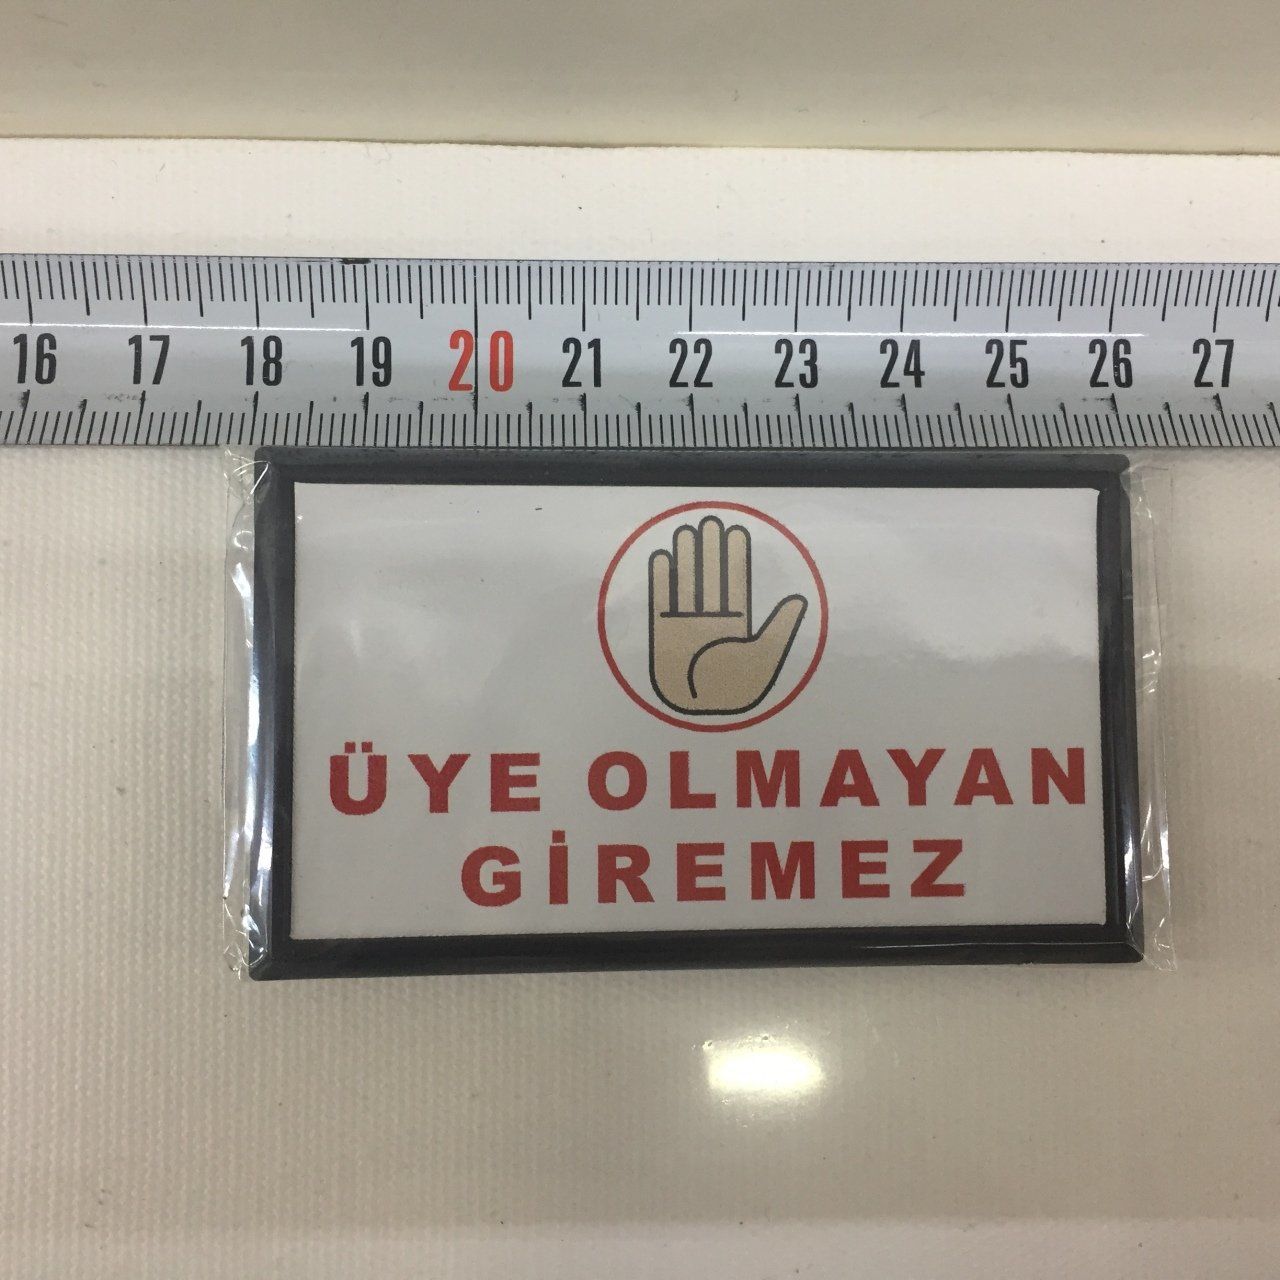 16 17 18 19 20 21 22 23 24 25 26 27
ÜYE OLMAYAN
GİREMEZ